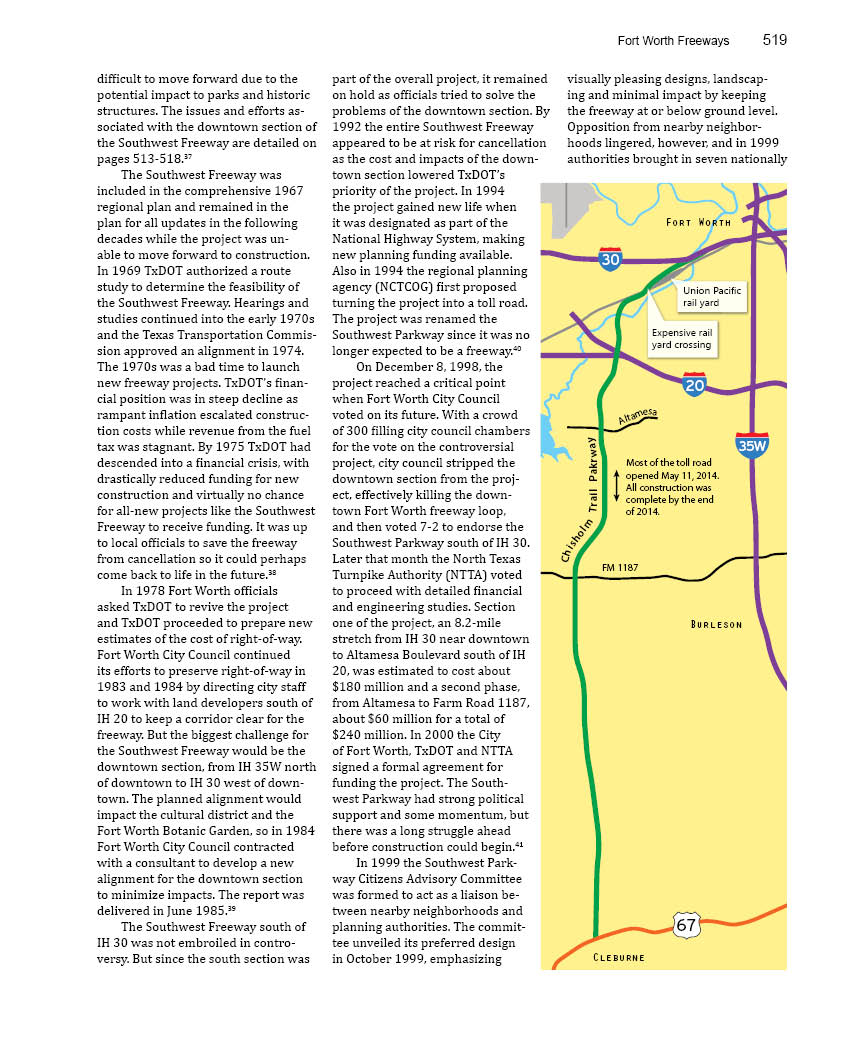 Fort Worth Freeways 519
difficult to move forward due to the
potential impact to parks and historic
structures. The issues and efforts as-
sociated with the downtown section of
the Southwest Freeway are detailed on
pages 513-518.³⁷
The Southwest Freeway was
included in the comprehensive 1967
regional plan and remained in the
plan for all updates in the following
decades while the project was un-
able to move forward to construction.
In 1969 TxDOT authorized a route
study to determine the feasibility of
the Southwest Freeway. Hearings and
studies continued into the early 1970s
and the Texas Transportation Commis-
sion approved an alignment in 1974.
The 1970s was a bad time to launch
new freeway projects. TxDOT’s finan-
cial position was in steep decline as
rampant inflation escalated construc-
tion costs while revenue from the fuel
tax was stagnant. By 1975 TxDOT had
descended into a financial crisis, with
drastically reduced funding for new
construction and virtually no chance
for all-new projects like the Southwest
Freeway to receive funding. It was up
to local officials to save the freeway
from cancellation so it could perhaps
come back to life in the future.³⁸
In 1978 Fort Worth officials
asked TxDOT to revive the project
and TxDOT proceeded to prepare new
estimates of the cost of right-of-way.
Fort Worth City Council continued
its efforts to preserve right-of-way in
1983 and 1984 by directing city staff
to work with land developers south of
IH 20 to keep a corridor clear for the
freeway. But the biggest challenge for
the Southwest Freeway would be the
downtown section, from IH 35W north
of downtown to IH 30 west of down-
town. The planned alignment would
impact the cultural district and the
Fort Worth Botanic Garden, so in 1984
Fort Worth City Council contracted
with a consultant to develop a new
alignment for the downtown section
to minimize impacts. The report was
delivered in June 1985.³⁹
The Southwest Freeway south of
IH 30 was not embroiled in contro-
versy. But since the south section was
part of the overall project, it remained
on hold as officials tried to solve the
problems of the downtown section. By
1992 the entire Southwest Freeway
appeared to be at risk for cancellation
as the cost and impacts of the down-
town section lowered TxDOT’s
priority of the project. In 1994
the project gained new life when
it was designated as part of the
National Highway System, making
new planning funding available.
Also in 1994 the regional planning
agency (NCTCOG) first proposed
turning the project into a toll road.
The project was renamed the
Southwest Parkway since it was no
longer expected to be a freeway.⁴⁰
On December 8, 1998, the
project reached a critical point
when Fort Worth City Council
voted on its future. With a crowd
of 300 filling city council chambers
for the vote on the controversial
project, city council stripped the
downtown section from the proj-
ect, effectively killing the down-
town Fort Worth freeway loop,
and then voted 7-2 to endorse the
Southwest Parkway south of IH 30.
Later that month the North Texas
Turnpike Authority (NTTA) voted
to proceed with detailed financial
and engineering studies. Section
one of the project, an 8.2-mile
stretch from IH 30 near downtown
to Altamesa Boulevard south of IH
20, was estimated to cost about
$180 million and a second phase,
from Altamesa to Farm Road 1187,
about $60 million for a total of
$240 million. In 2000 the City
of Fort Worth, TxDOT and NTTA
signed a formal agreement for
funding the project. The South-
west Parkway had strong political
support and some momentum, but
there was a long struggle ahead
before construction could begin.⁴¹
In 1999 the Southwest Park-
way Citizens Advisory Committee
was formed to act as a liaison be-
tween nearby neighborhoods and
planning authorities. The commit-
tee unveiled its preferred design
in October 1999, emphasizing
visually pleasing designs, landscap-
ing and minimal impact by keeping
the freeway at or below ground level.
Opposition from nearby neighbor-
hoods lingered, however, and in 1999
authorities brought in seven nationally
FORT WORTH
30
Union Pacific
rail yard
Expensive rail
yard crossing
20
Altamesa
35W
Chisholm Trail Pakrway
Most of the toll road
opened May 11, 2014.
All construction was
complete by the end
of 2014.
FM 1187
BURLESON
67
CLEBURNE